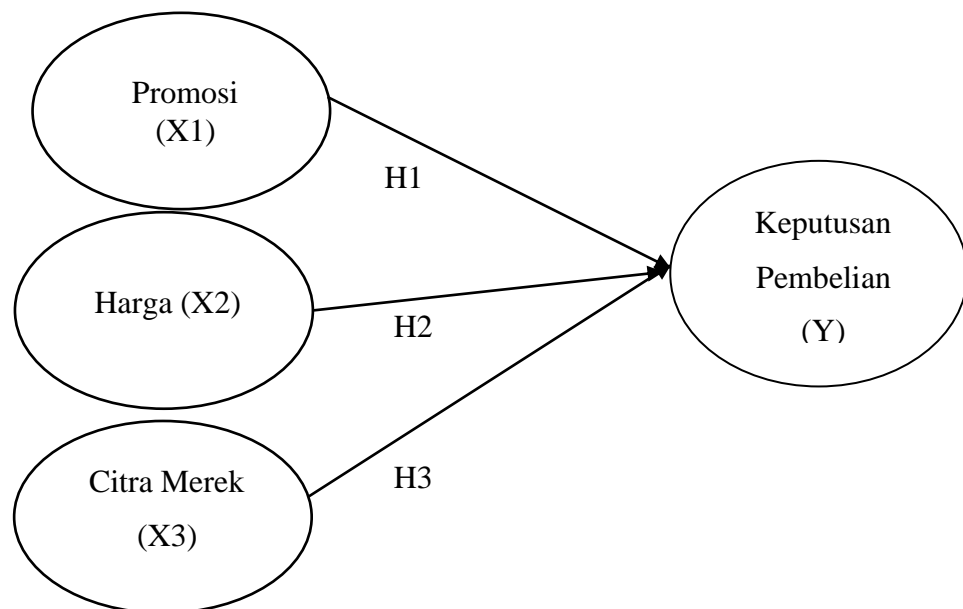 Promosi
(X1)
H1
Harga (X2)
H2
Citra Merek
(X3)
H3
Keputusan
Pembelian
(Y)